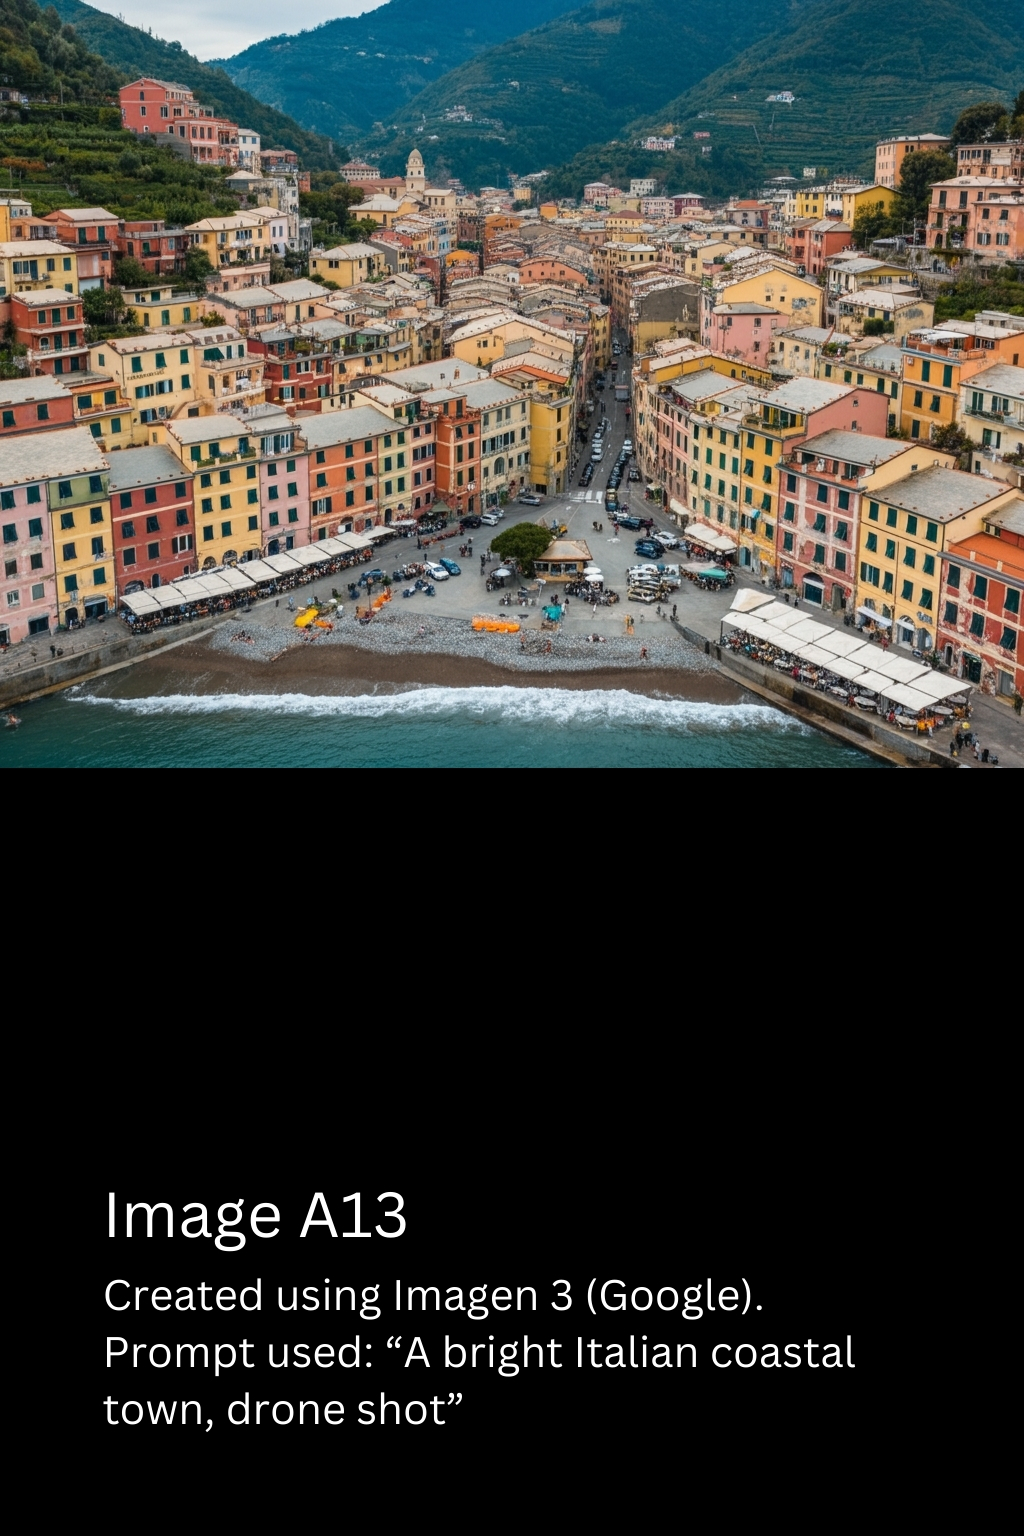 Image A13
Created using Imagen 3 (Google).
Prompt used: “A bright Italian coastal
town, drone shot”